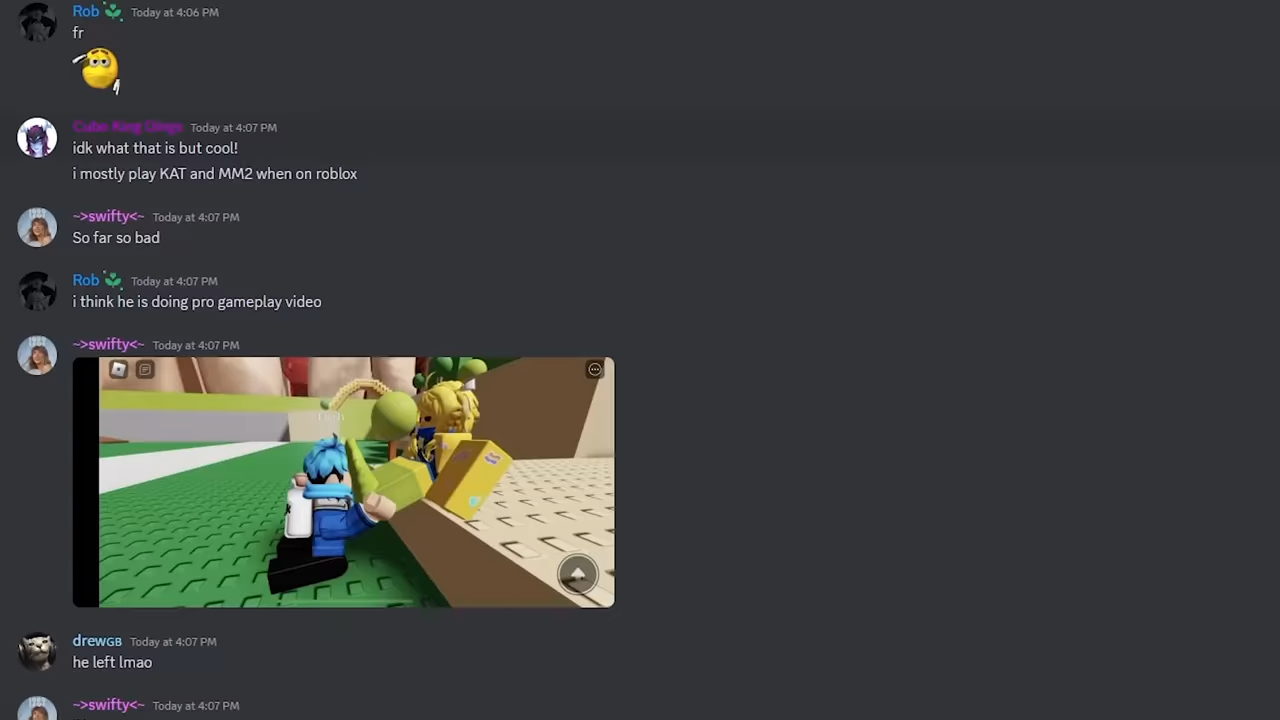 Rob Today at 4:06 PM
fr
Cube King Dings Today at 4:07 PM
idk what that is but cool!
i mostly play KAT and MM2 when on roblox
~>swifty<~ Today at 4:07 PM
So far so bad
Rob Today at 4:07 PM
i think he is doing pro gameplay video
~>swifty<~ Today at 4:07 PM
drewGB Today at 4:07 PM
he left lmao
~>swifty<~ Today at 4:07 PM